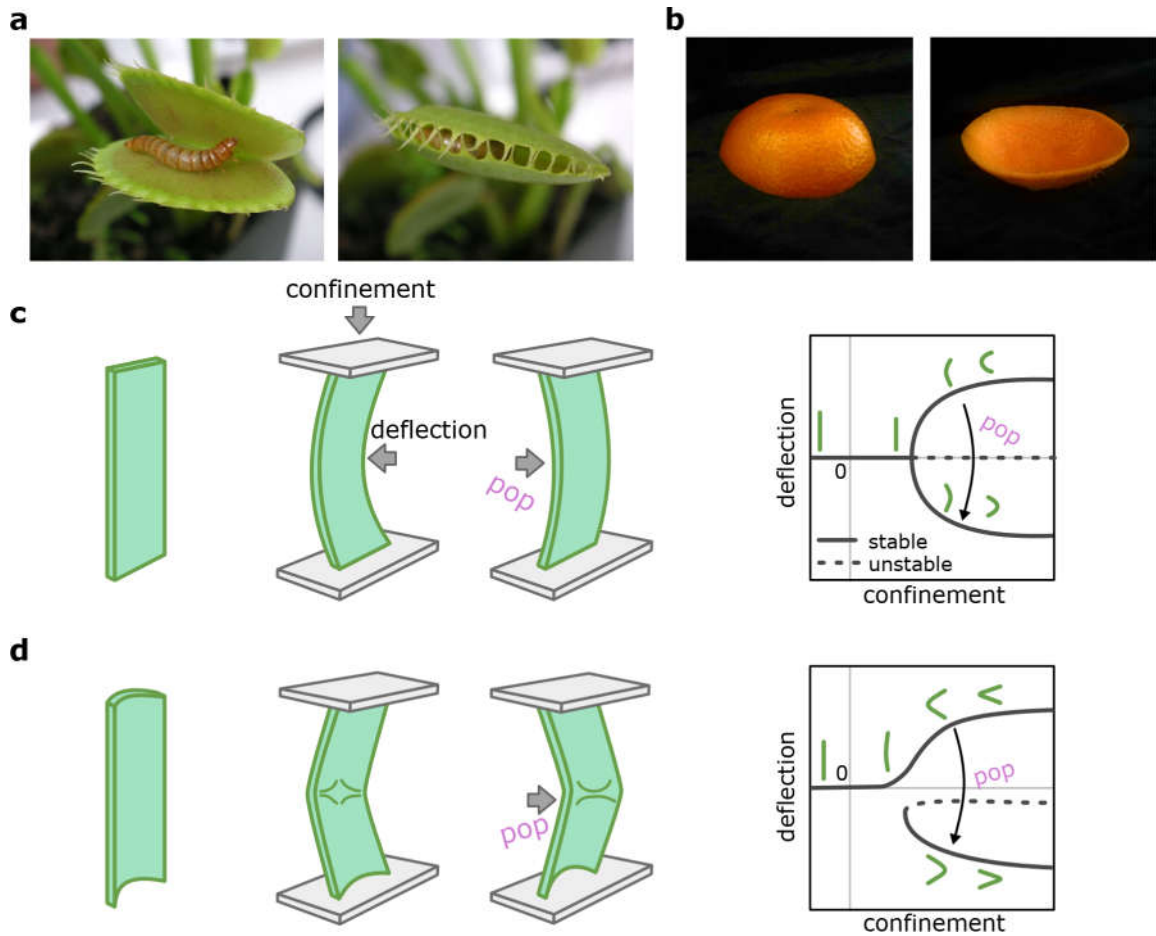 a
b
c
confinement
deflection
pop
deflection
pop
0
stable
unstable
confinement
d
pop
deflection
0
pop
confinement